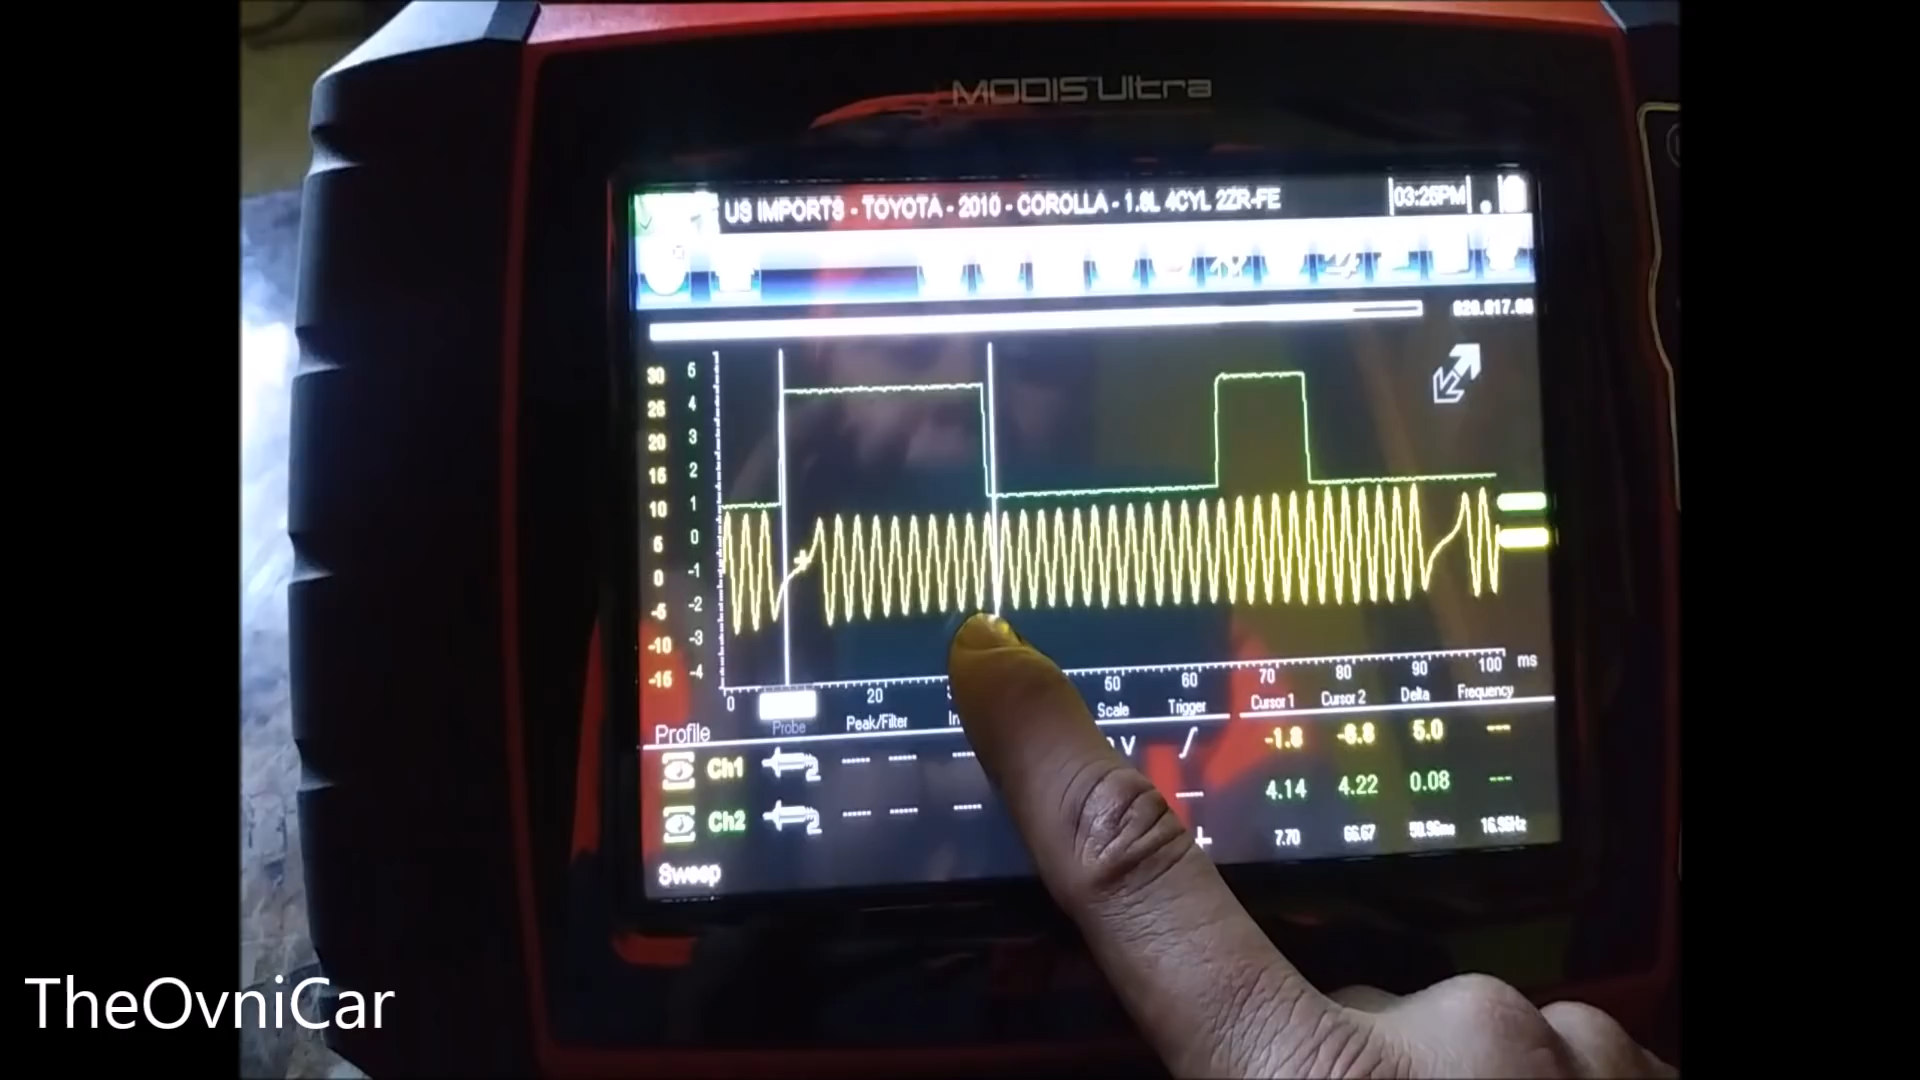 MODIS Ultra
US IMPORTS - TOYOTA - 2010 - COROLLA - 1.8L 4CYL 2ZR-FE 03:25PM
30 6
25 4
20 3
15 2
10 1
5 0
0 -1
-5 -2
-10 -3
-15 -4
0 20 50 60 70 80 90 100 ms
Profile Probe Peak/Filter Scale Trigger Cursor 1 Cursor 2 Delta Frequency
Ch1 2 ----- ----- V -1.8 -6.8 5.0 ---
Ch2 2 ----- ----- ----- 4.14 4.22 0.08 ---
7.70 66.67
Sweep
TheOvniCar